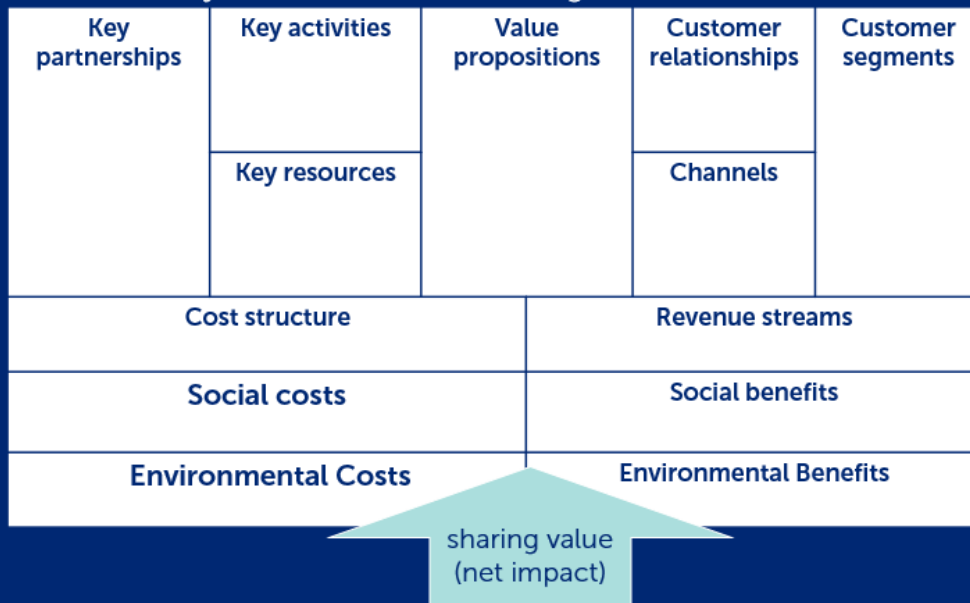 Key
partnerships
Key activities
Key resources
Value
propositions
Customer
relationships
Channels
Customer
segments
Cost structure
Revenue streams
Social costs
Social benefits
Environmental Costs
Environmental Benefits
sharing value
(net impact)